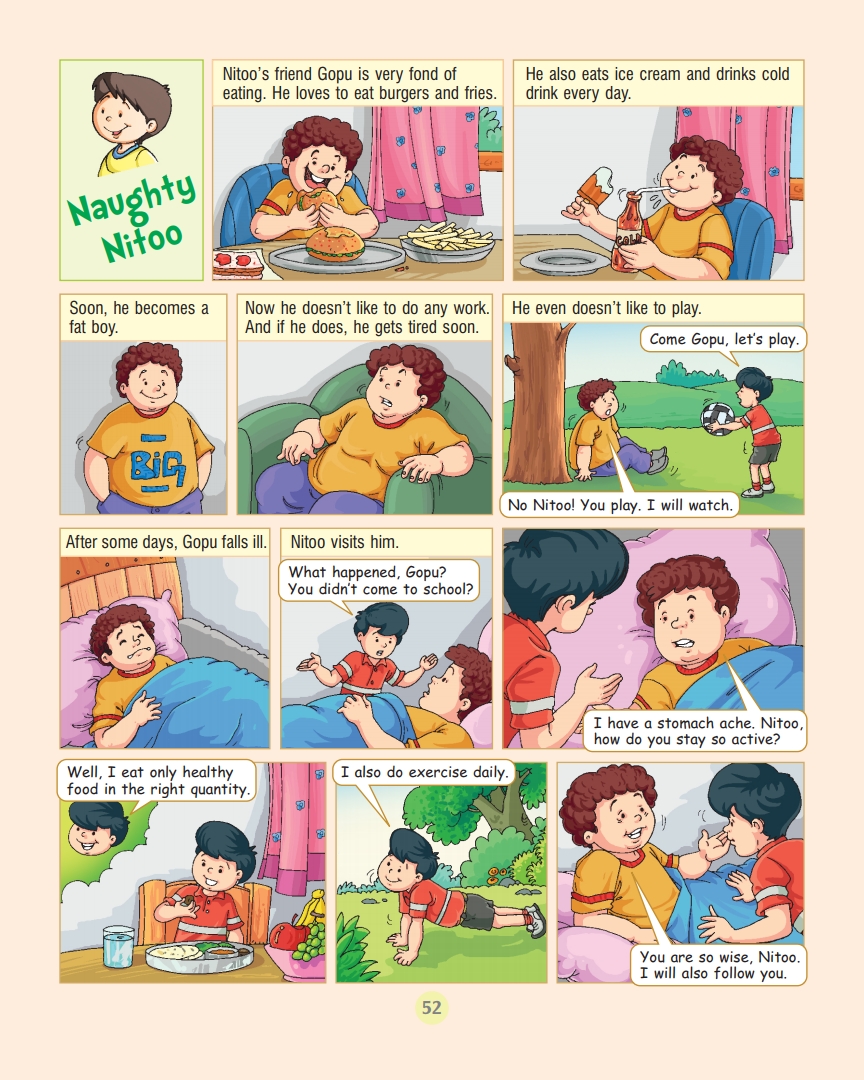 Naughty
Nitoo
Nitoo's friend Gopu is very fond of
eating. He loves to eat burgers and fries.
He also eats ice cream and drinks cold
drink every day.
COLD
Soon, he becomes a
fat boy.
BIG
Now he doesn't like to do any work.
And if he does, he gets tired soon.
He even doesn't like to play.
Come Gopu, let's play.
No Nitoo! You play. I will watch.
After some days, Gopu falls ill.
Nitoo visits him.
What happened, Gopu?
You didn't come to school?
I have a stomach ache. Nitoo,
how do you stay so active?
Well, I eat only healthy
food in the right quantity.
I also do exercise daily.
You are so wise, Nitoo.
I will also follow you.
52